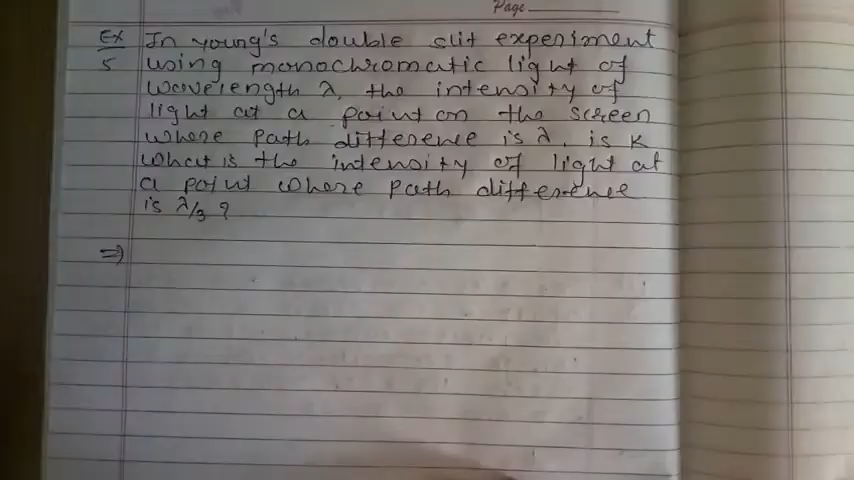 Page
Ex In young's double slit experiment
5 using monochromatic light of
wavelength λ, the intensity of
light at a point on the screen
where path difference is λ, is K
what is the intensity of light at
a point where path difference
is λ/3 ?
⇒